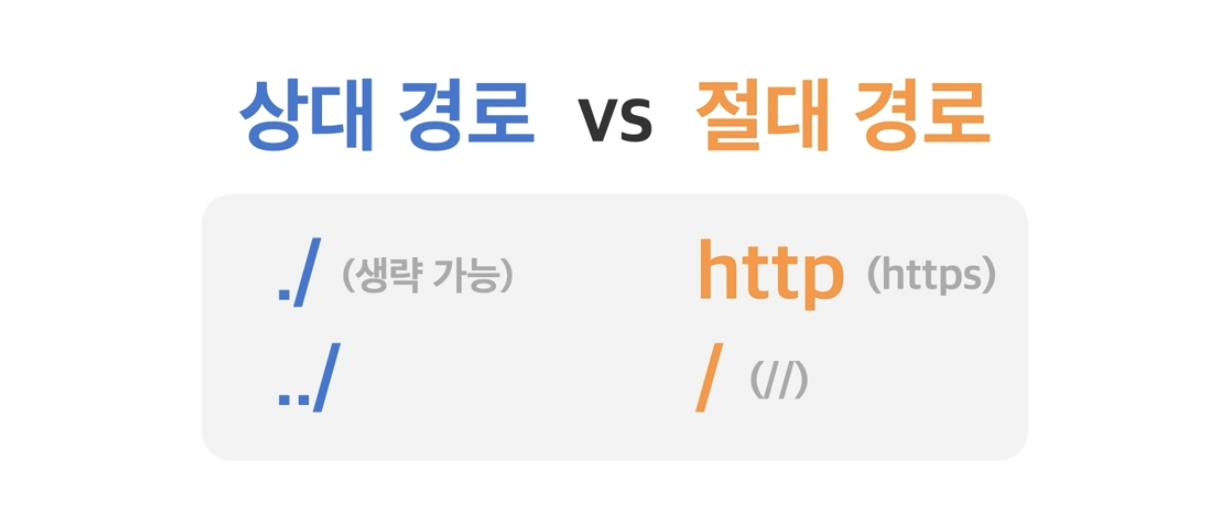 상대 경로 vs 절대 경로
./ (생략 가능) http (https)
../ / (//)